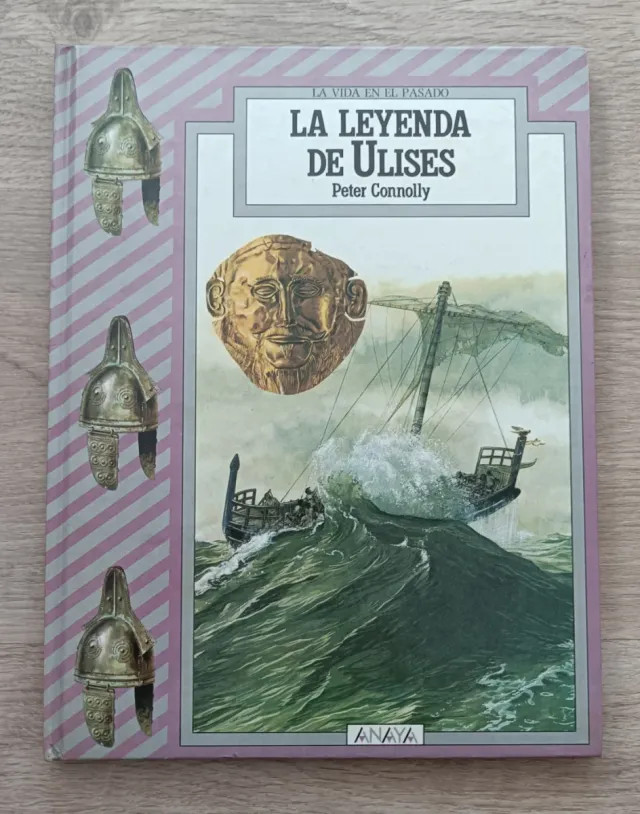 LA VIDA EN EL PASADO
LA LEYENDA
DE ULISES
Peter Connolly
ANAYA